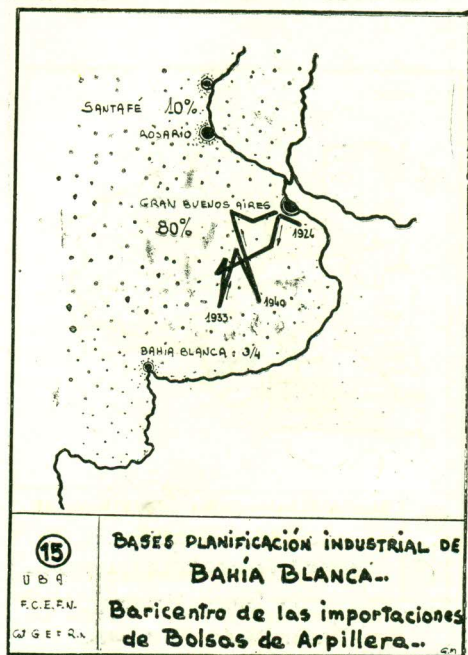 SANTAFÉ 10%
ROSARIO
GRAN BUENOS AIRES
80%
1924
1933
1940
BAHÍA BLANCA : 3/4
15
U B A
F.C.E.F.N.
BASES PLANIFICACIÓN INDUSTRIAL DE
BAHÍA BLANCA..
Baricentro de las importaciones
de Bolsas de Arpillera..